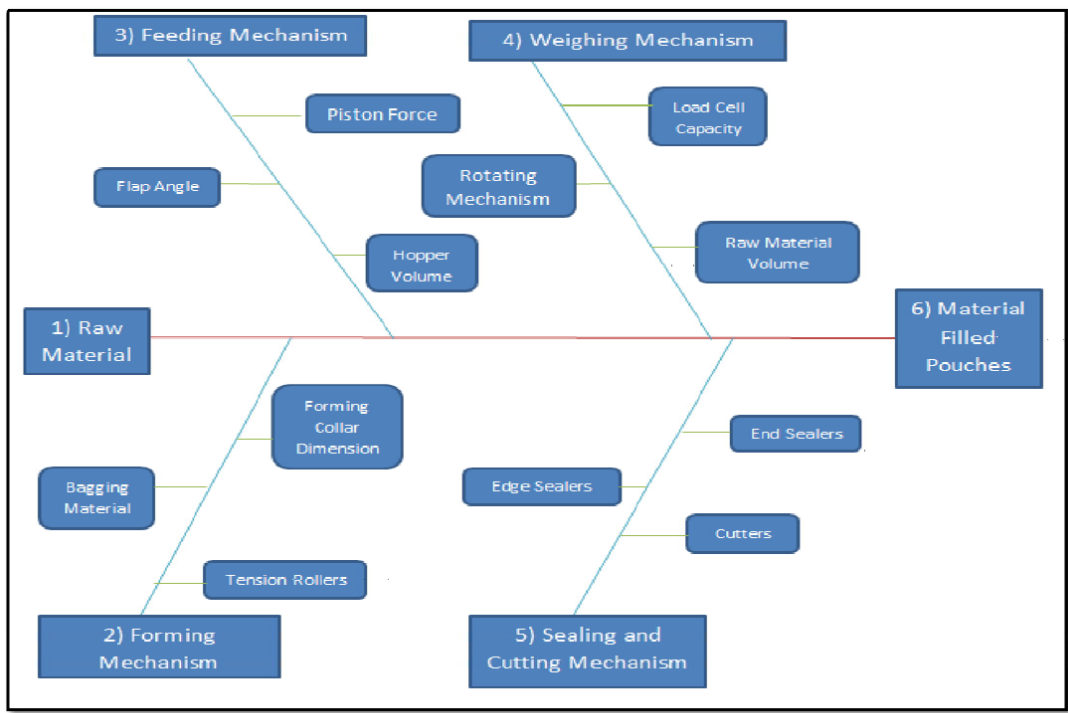 3) Feeding Mechanism
4) Weighing Mechanism
Piston Force
Load Cell
Capacity
Flap Angle
Rotating
Mechanism
Hopper
Volume
Raw Material
Volume
1) Raw
Material
6) Material
Filled
Pouches
Forming
Collar
Dimension
End Sealers
Bagging
Material
Edge Sealers
Cutters
Tension Rollers
2) Forming
Mechanism
5) Sealing and
Cutting Mechanism